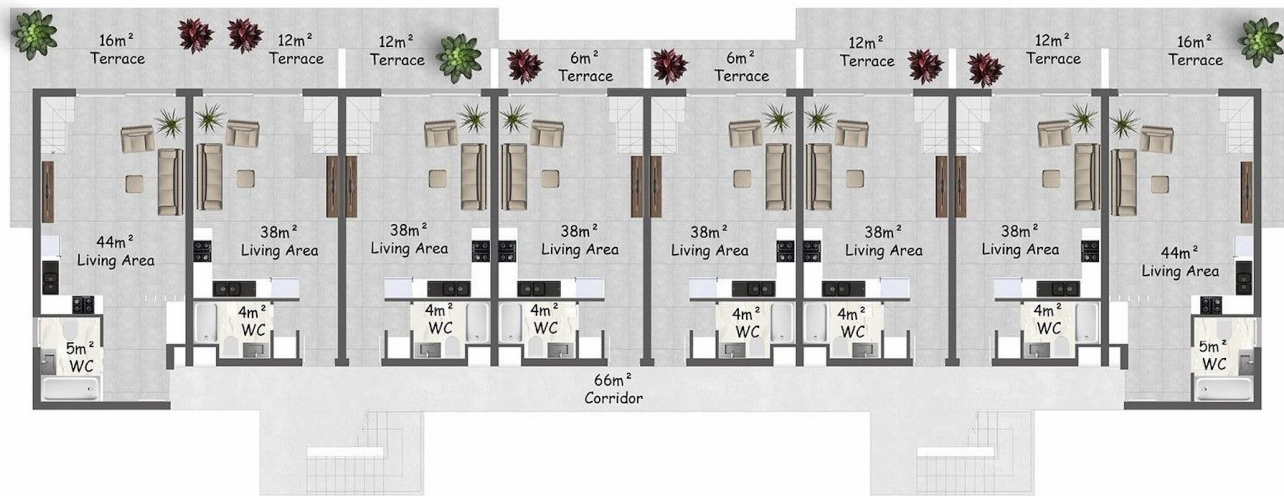 16m²
Terrace
12m²
Terrace
12m²
Terrace
6m²
Terrace
6m²
Terrace
12m²
Terrace
12m²
Terrace
16m²
Terrace
44m²
Living Area
38m²
Living Area
38m²
Living Area
38m²
Living Area
38m²
Living Area
38m²
Living Area
38m²
Living Area
44m²
Living Area
5m²
WC
4m²
WC
4m²
WC
4m²
WC
4m²
WC
4m²
WC
4m²
WC
5m²
WC
66m²
Corridor